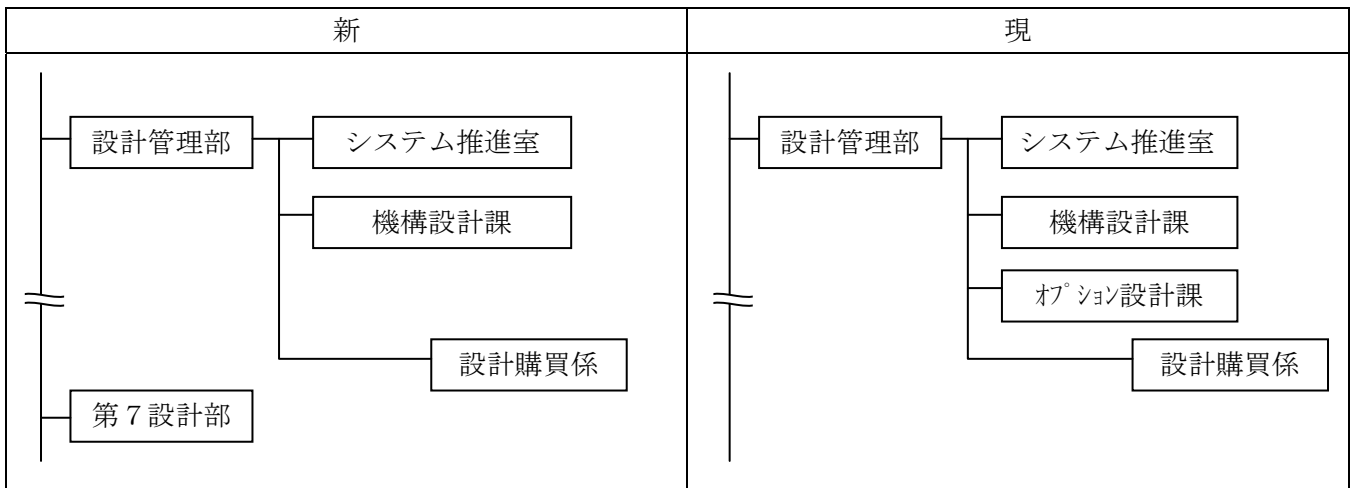 新
現
設計管理部
システム推進室
機構設計課
設計購買係
第７設計部
設計管理部
システム推進室
機構設計課
ｵﾌﾟｼｮﾝ設計課
設計購買係